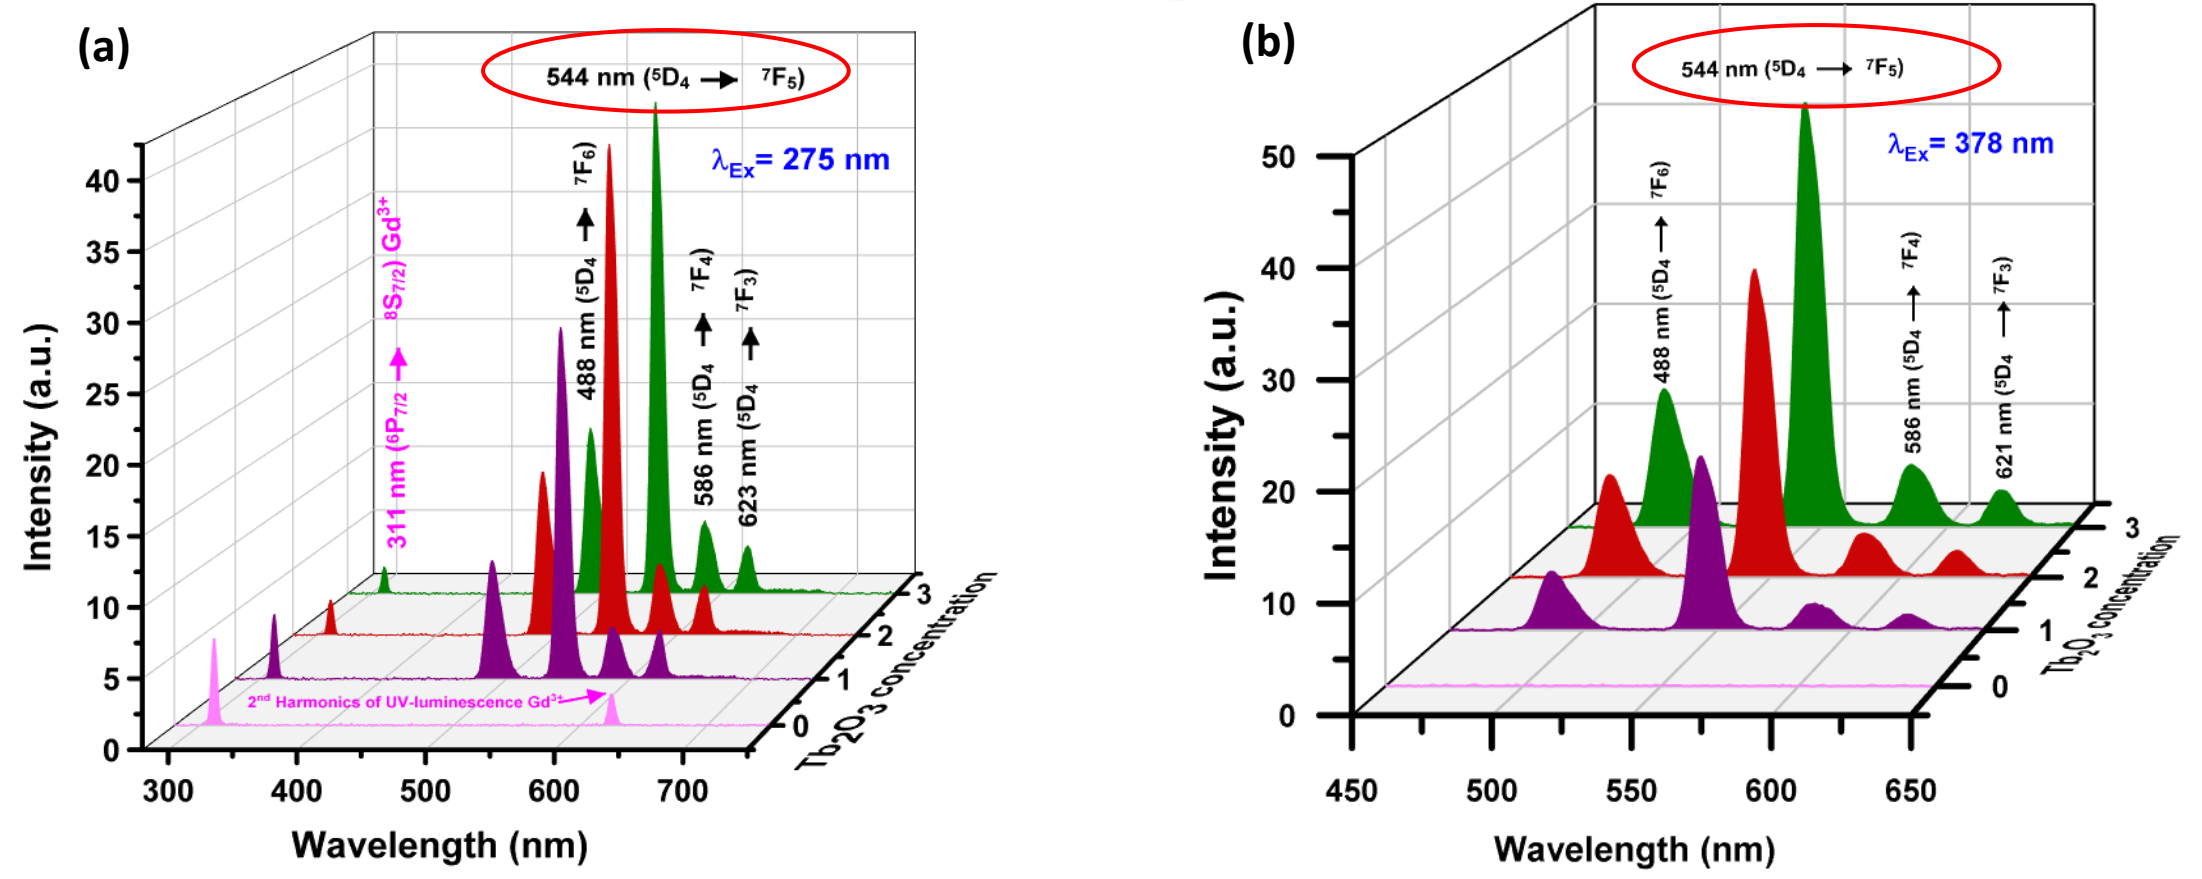 (a)
544 nm (⁵D₄ → ⁷F₅)
λEx= 275 nm
311 nm (⁶P₇/₂ → ⁸S₇/₂) Gd³⁺
488 nm (⁵D₄ → ⁷F₆)
586 nm (⁵D₄ → ⁷F₄)
623 nm (⁵D₄ → ⁷F₃)
2nd Harmonics of UV-luminescence Gd³⁺
Intensity (a.u.)
40
35
30
25
20
15
10
5
0
300 400 500 600 700
Wavelength (nm)
3
2
1
0
Tb2O3 concentration
(b)
544 nm (⁵D₄ → ⁷F₅)
λEx= 378 nm
488 nm (⁵D₄ → ⁷F₆)
586 nm (⁵D₄ → ⁷F₄)
621 nm (⁵D₄ → ⁷F₃)
Intensity (a.u.)
50
40
30
20
10
0
450 500 550 600 650
Wavelength (nm)
3
2
1
0
Tb₂O₃ concentration